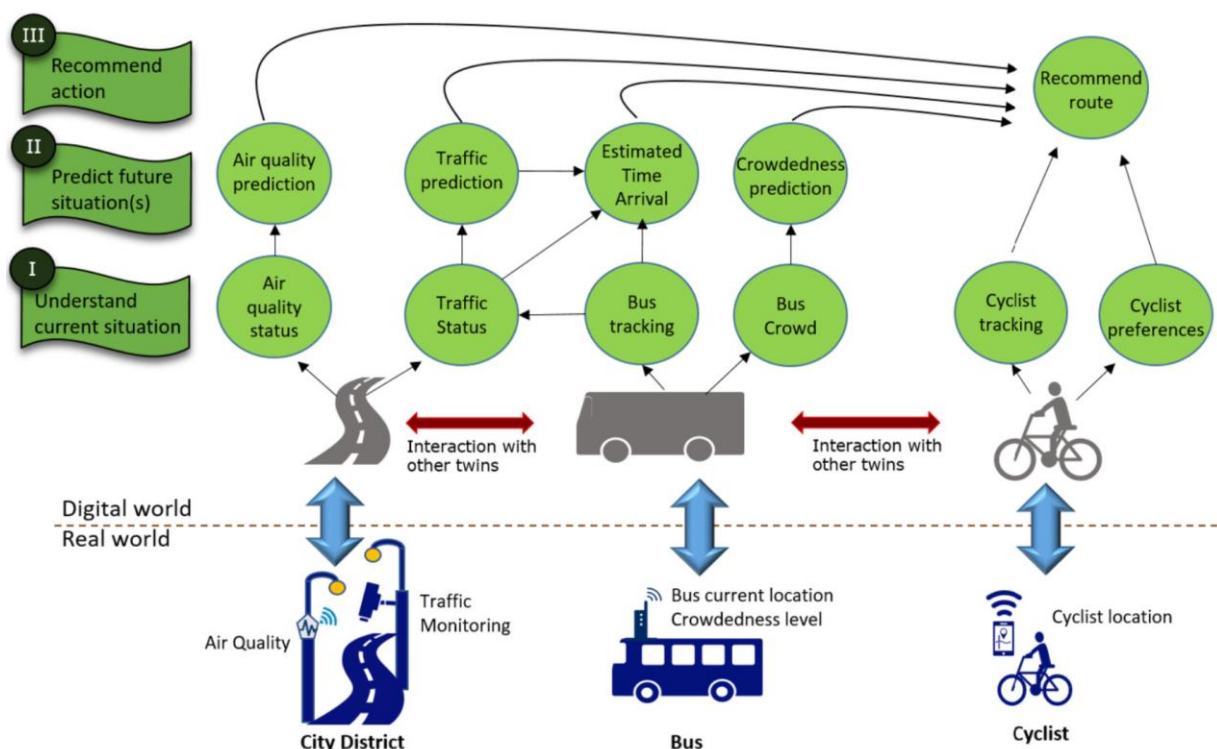 III
Recommend
action
Recommend
route
II
Predict future
situation(s)
Air quality
prediction
Traffic
prediction
Estimated
Time
Arrival
Crowdedness
prediction
I
Understand
current situation
Air
quality
status
Traffic
Status
Bus
tracking
Bus
Crowd
Cyclist
tracking
Cyclist
preferences
Interaction with
other twins
Interaction with
other twins
Digital world
Real world
Air Quality
Traffic
Monitoring
Bus current location
Crowdedness level
Cyclist location
City District
Bus
Cyclist